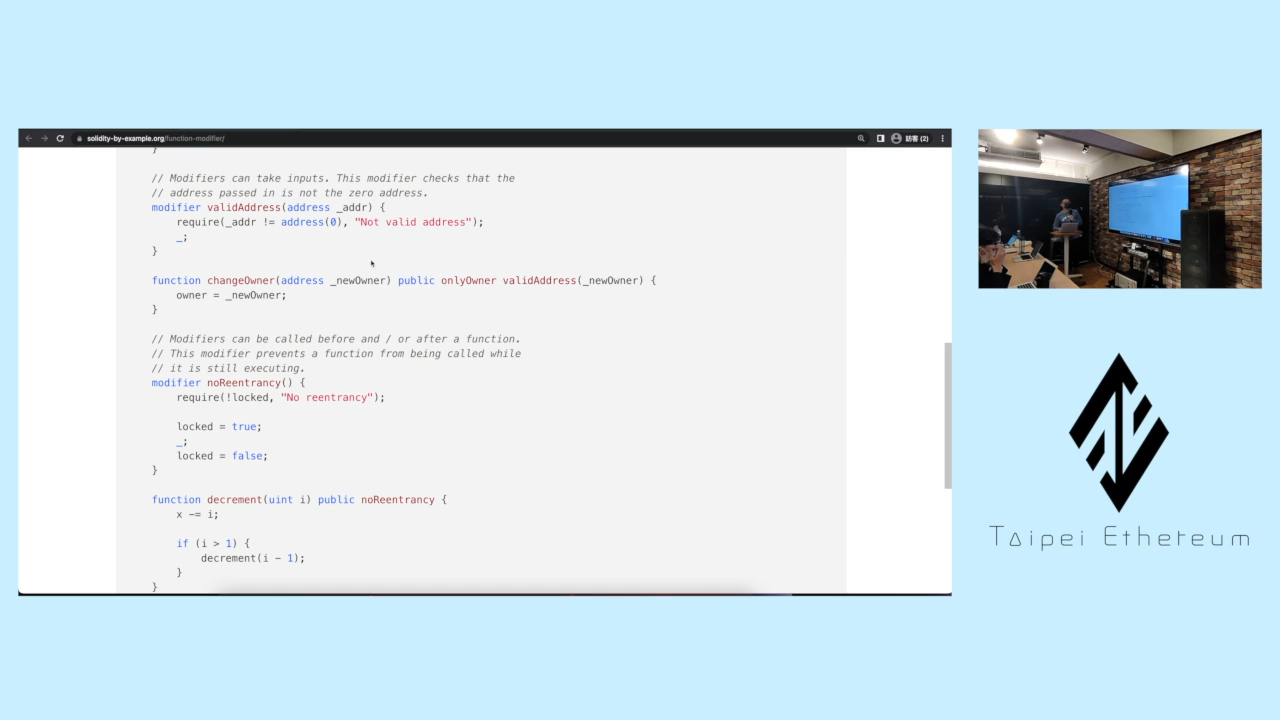 solidity-by-example.org/function-modifier/
訪客 (2)
}
// Modifiers can take inputs. This modifier checks that the
// address passed in is not the zero address.
modifier validAddress(address _addr) {
require(_addr != address(0), "Not valid address");
_;
}
function changeOwner(address _newOwner) public onlyOwner validAddress(_newOwner) {
owner = _newOwner;
}
// Modifiers can be called before and / or after a function.
// This modifier prevents a function from being called while
// it is still executing.
modifier noReentrancy() {
require(!locked, "No reentrancy");
locked = true;
_;
locked = false;
}
function decrement(uint i) public noReentrancy {
x -= i;
if (i > 1) {
decrement(i - 1);
}
}
Taipei Ethereum